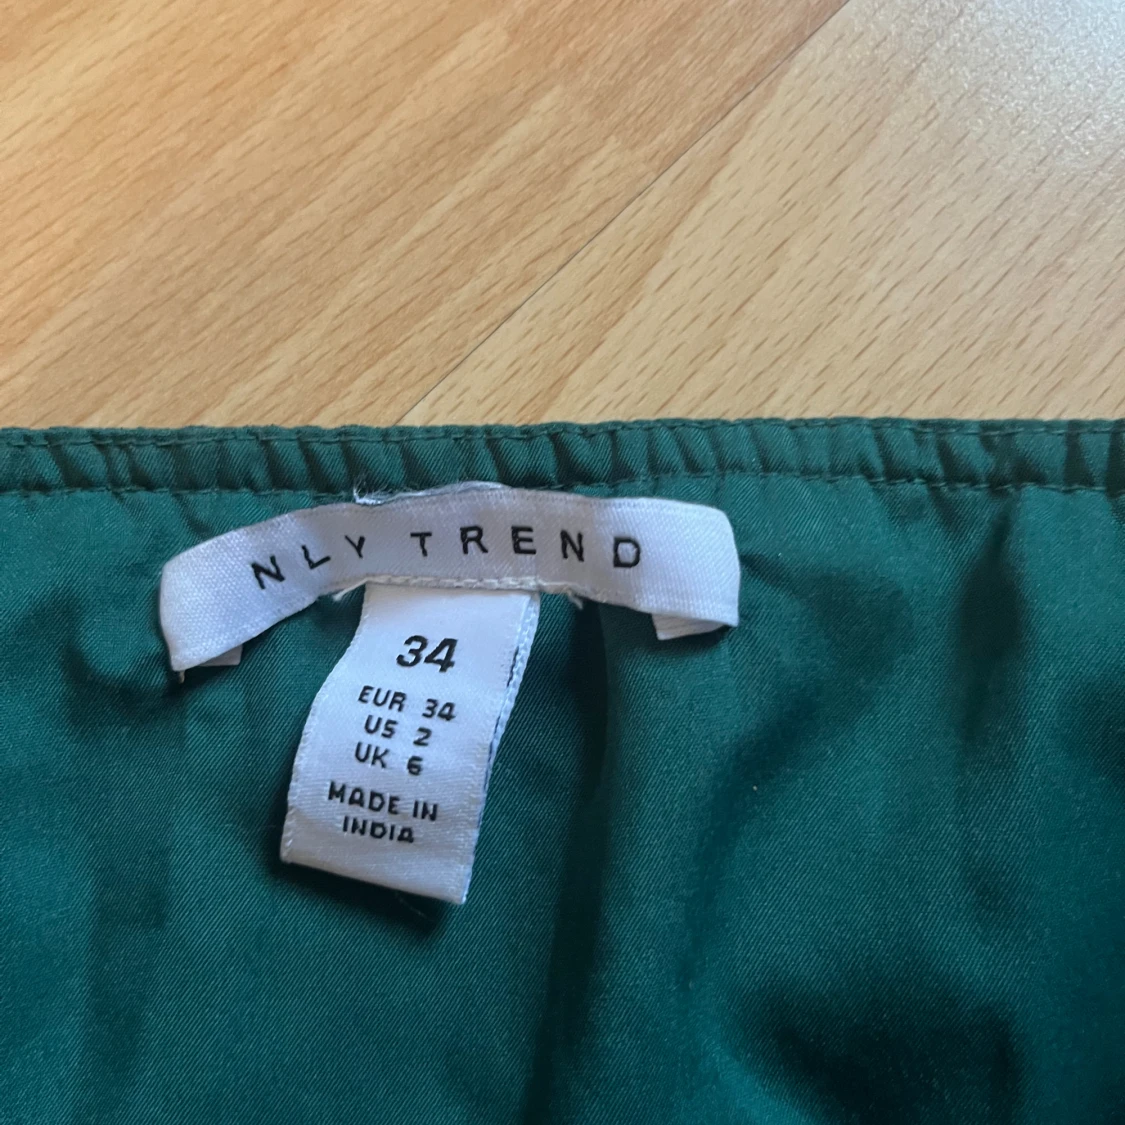 NLY TREND
34
EUR 34
US 2
UK 6
MADE IN
INDIA